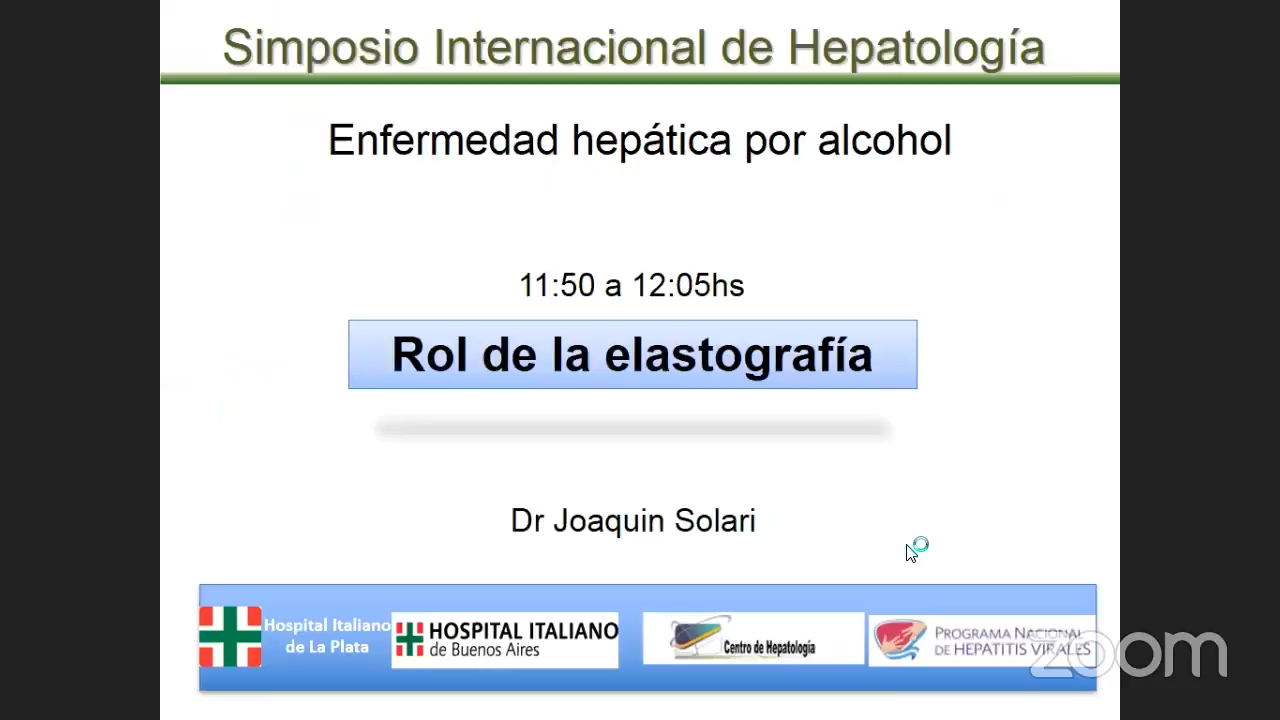 Simposio Internacional de Hepatología
Enfermedad hepática por alcohol
11:50 a 12:05hs
Rol de la elastografía
Dr Joaquin Solari
Hospital Italiano
de La Plata
HOSPITAL ITALIANO
de Buenos Aires
Centro de Hepatología
PROGRAMA NACIONAL
DE HEPATITIS VIRALES
zoom